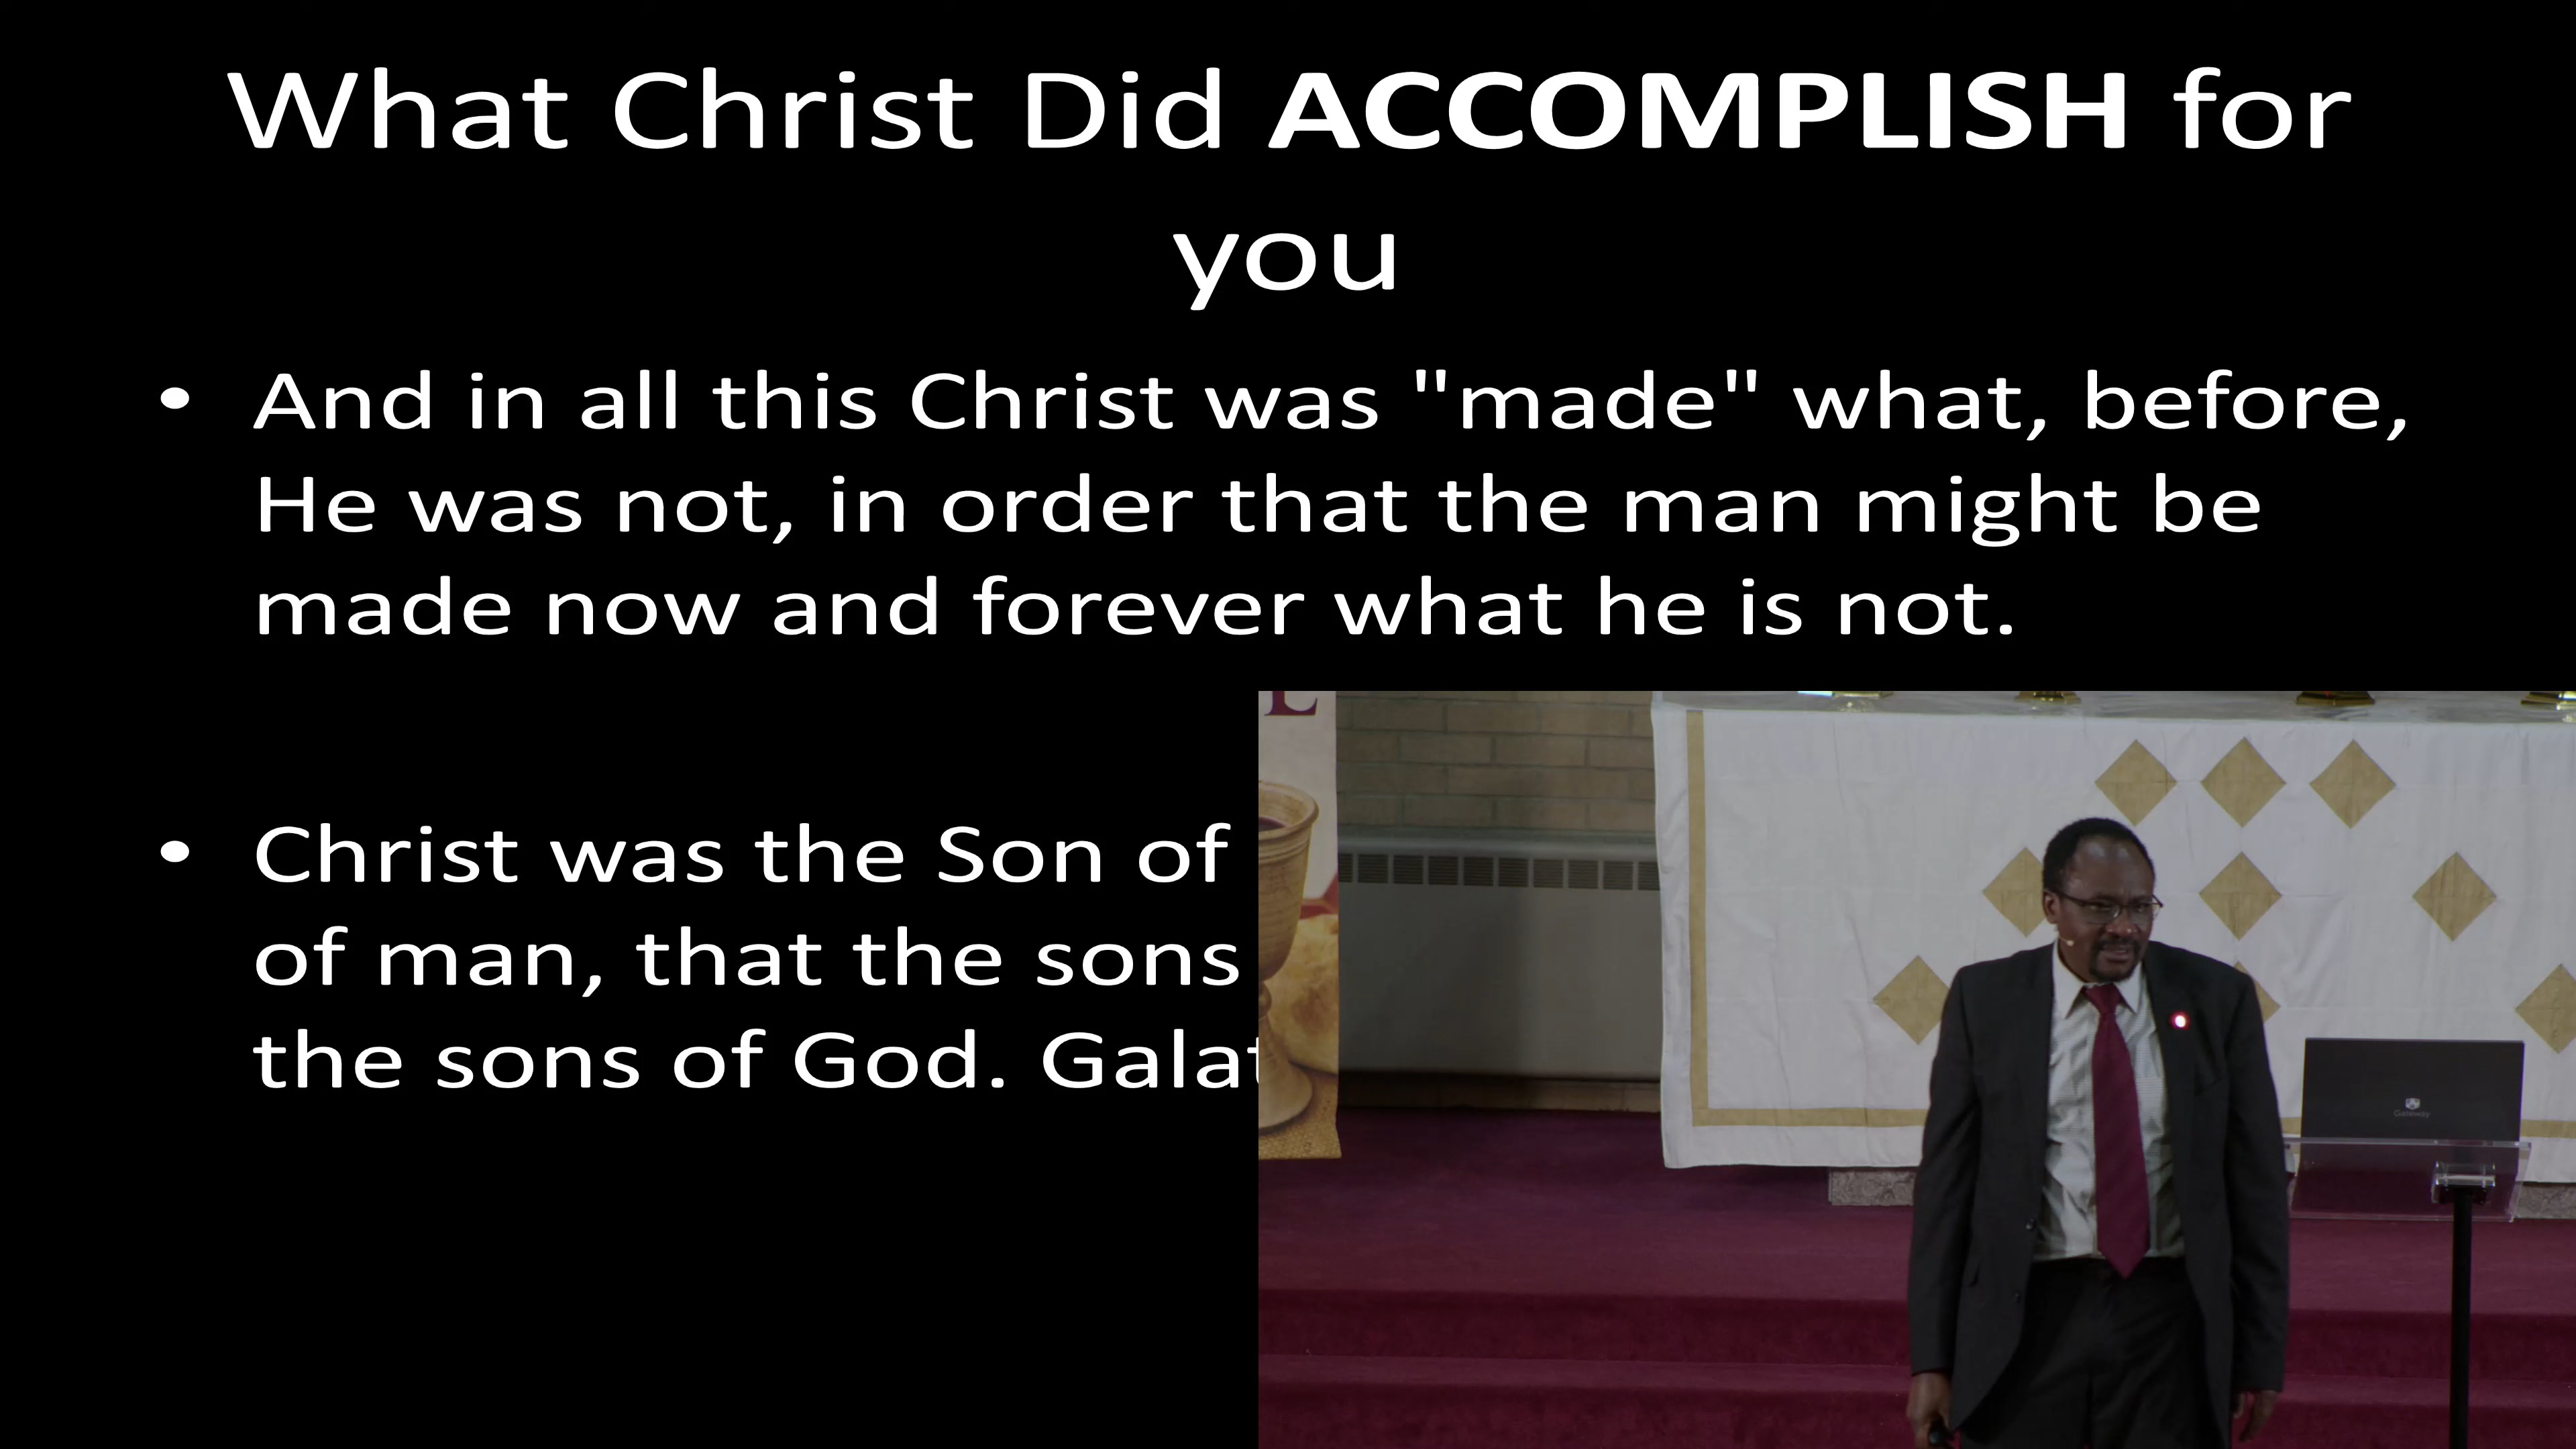 What Christ Did ACCOMPLISH for
you
• And in all this Christ was "made" what, before,
He was not, in order that the man might be
made now and forever what he is not.
• Christ was the Son of
of man, that the sons
the sons of God. Galat
L
Gateway